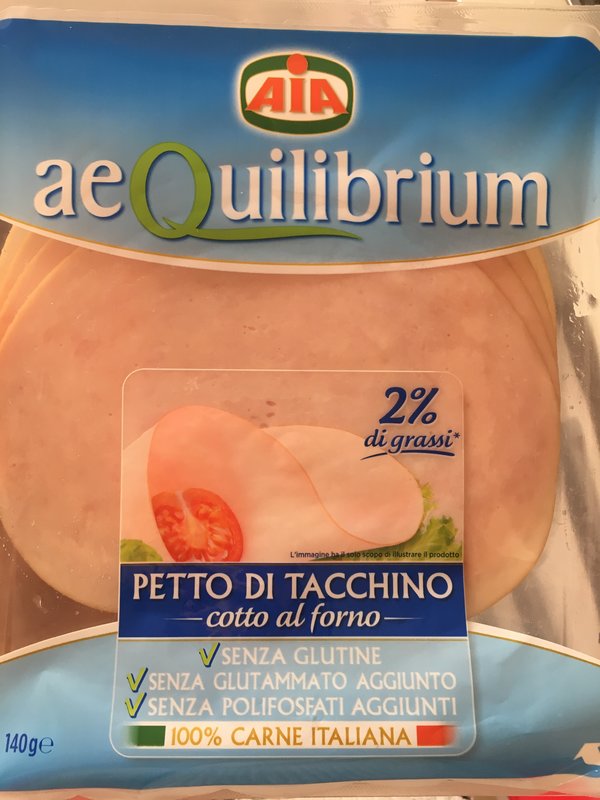 AIA
aeQuilibrium
2%
di grassi*
L'immagine ha il solo scopo di illustrare il prodotto
PETTO DI TACCHINO
cotto al forno
SENZA GLUTINE
SENZA GLUTAMMATO AGGIUNTO
SENZA POLIFOSFATI AGGIUNTI
100% CARNE ITALIANA
140g℮